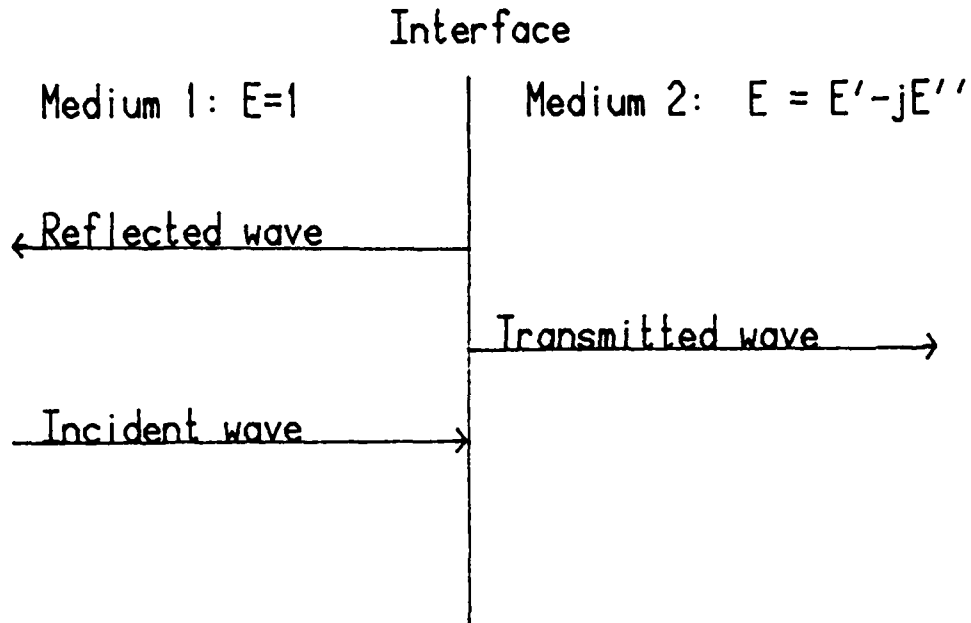 Interface
Medium 1: E=1
Medium 2: E = E'-jE''
Reflected wave
Transmitted wave
Incident wave